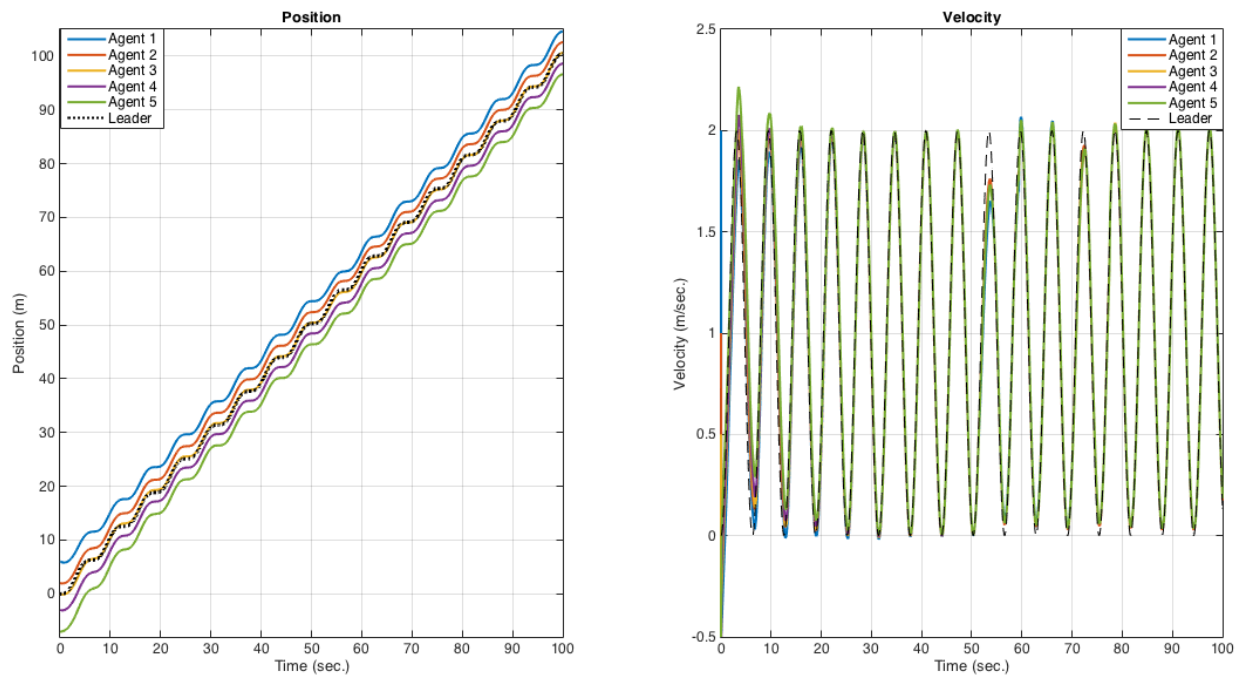 Position
Agent 1
Agent 2
Agent 3
Agent 4
Agent 5
Leader
100
90
80
70
60
50
40
30
20
10
0
0 10 20 30 40 50 60 70 80 90 100
Time (sec.)
Position (m)
Velocity
Agent 1
Agent 2
Agent 3
Agent 4
Agent 5
Leader
2.5
2
1.5
1
0.5
0
-0.5
0 10 20 30 40 50 60 70 80 90 100
Time (sec.)
Velocity (m/sec.)